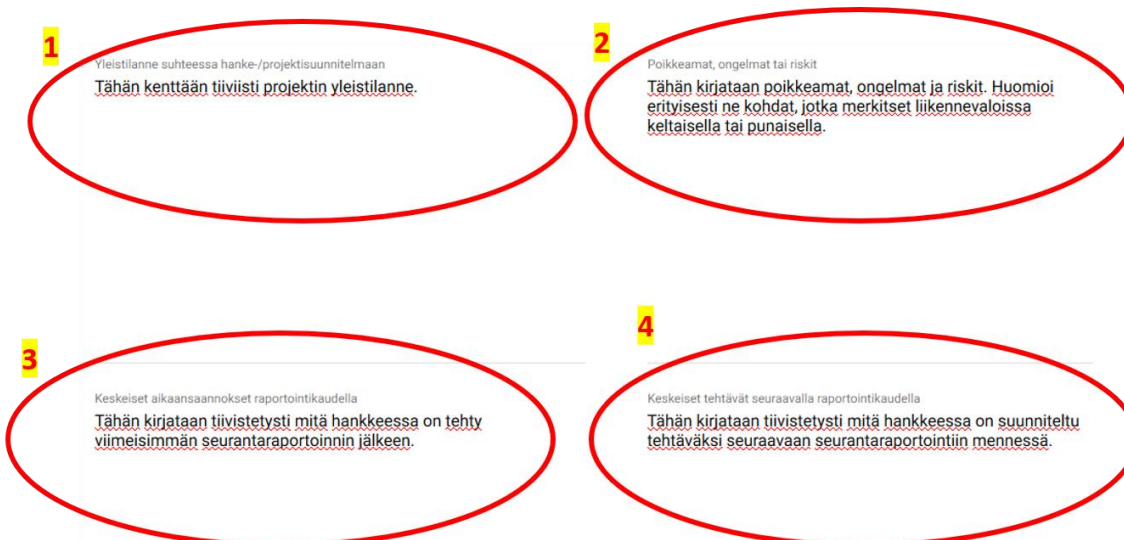 1
Yleistilanne suhteessa hanke-/projektisuunnitelmaan
Tähän kenttään tiiviisti projektin yleistilanne.
2
Poikkeamat, ongelmat tai riskit
Tähän kirjataan poikkeamat, ongelmat ja riskit. Huomioi
erityisesti ne kohdat, jotka merkitset liikennevaloissa
keltaisella tai punaisella.
3
Keskeiset aikaansaannokset raportointikaudella
Tähän kirjataan tiivistetysti mitä hankkeessa on tehty
viimeisimmän seurantaraportoinnin jälkeen.
4
Keskeiset tehtävät seuraavalla raportointikaudella
Tähän kirjataan tiivistetysti mitä hankkeessa on suunniteltu
tehtäväksi seuraavaan seurantaraportointiin mennessä.